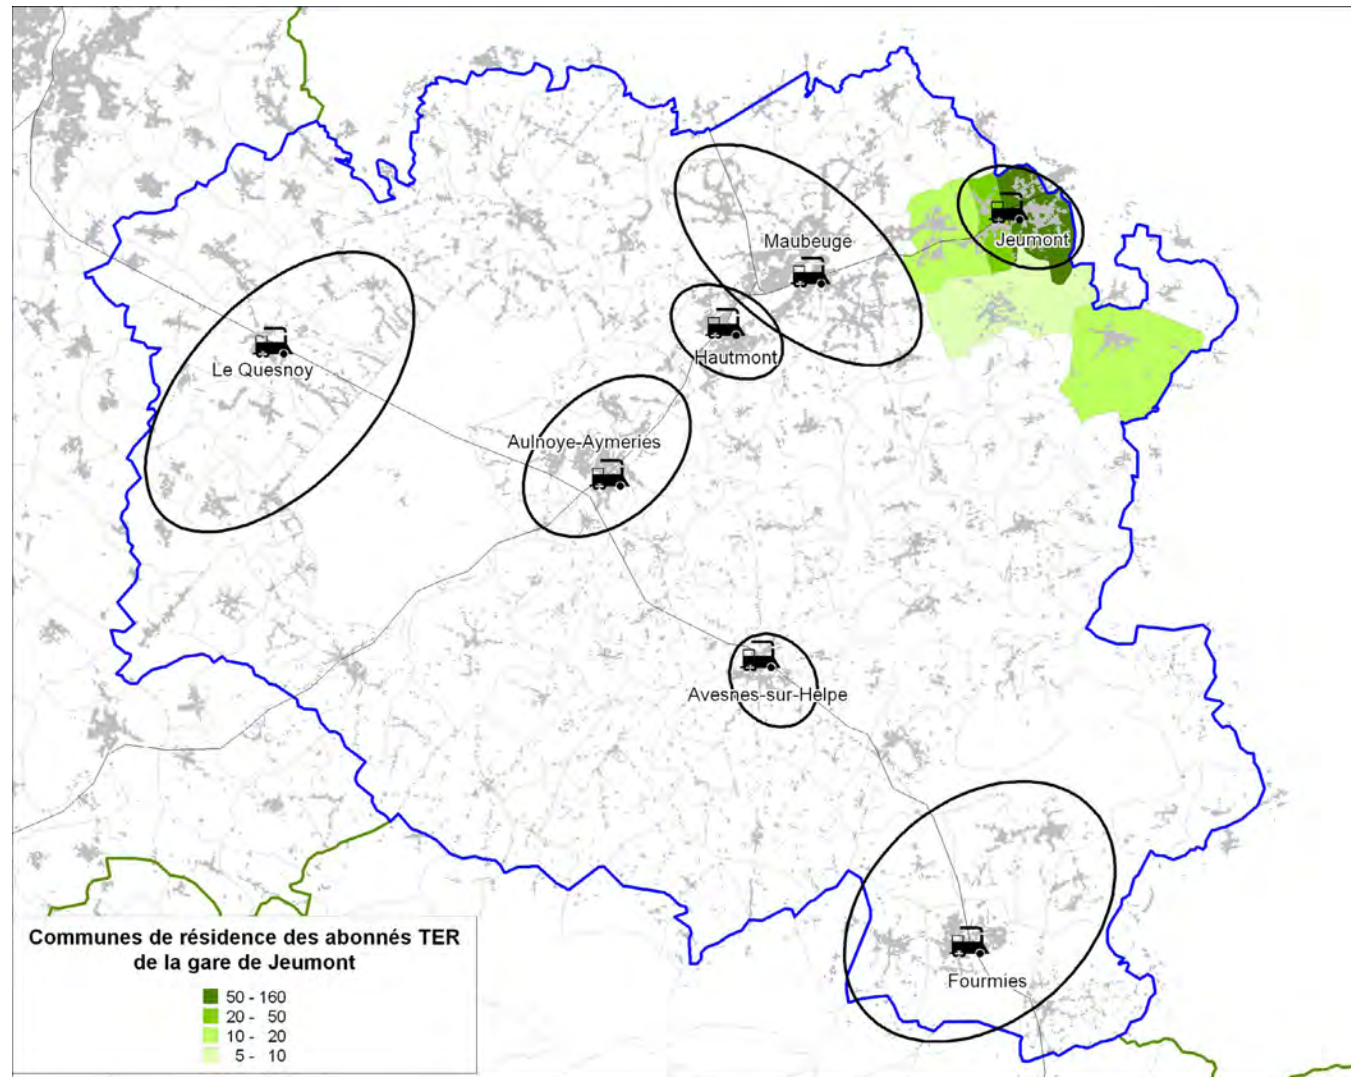 Maubeuge
Jeumont
Hautmont
Le Quesnoy
Aulnoye-Aymeries
Avesnes-sur-Helpe
Fourmies
Communes de résidence des abonnés TER
de la gare de Jeumont
50 - 160
20 - 50
10 - 20
5 - 10